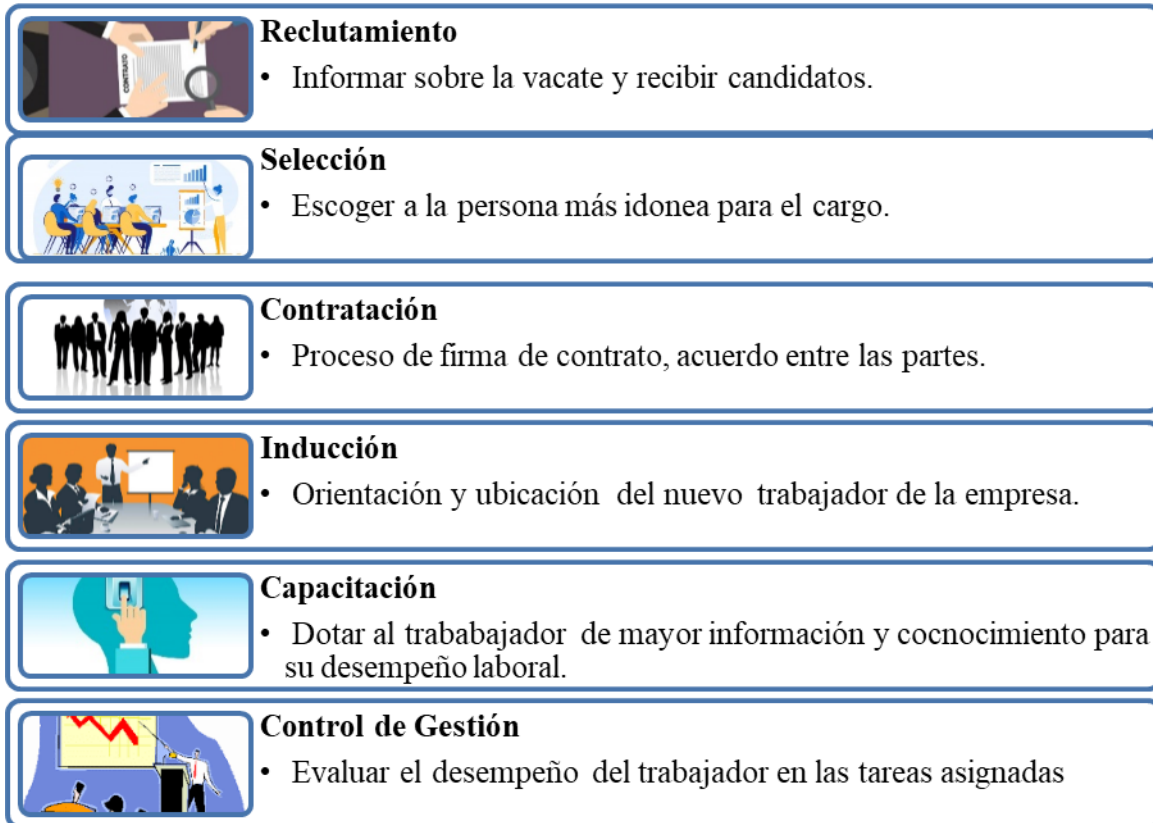 Reclutamiento
• Informar sobre la vacate y recibir candidatos.
CONTRATO
Selección
• Escoger a la persona más idonea para el cargo.
Contratación
• Proceso de firma de contrato, acuerdo entre las partes.
Inducción
• Orientación y ubicación del nuevo trabajador de la empresa.
Capacitación
• Dotar al trababajador de mayor información y cocnocimiento para
su desempeño laboral.
Control de Gestión
• Evaluar el desempeño del trabajador en las tareas asignadas